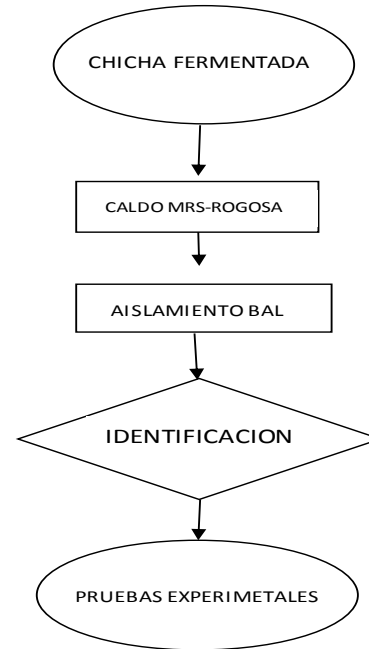 CHICHA FERMENTADA
CALDO MRS-ROGOSA
AISLAMIENTO BAL
IDENTIFICACION
PRUEBAS EXPERIMETALES